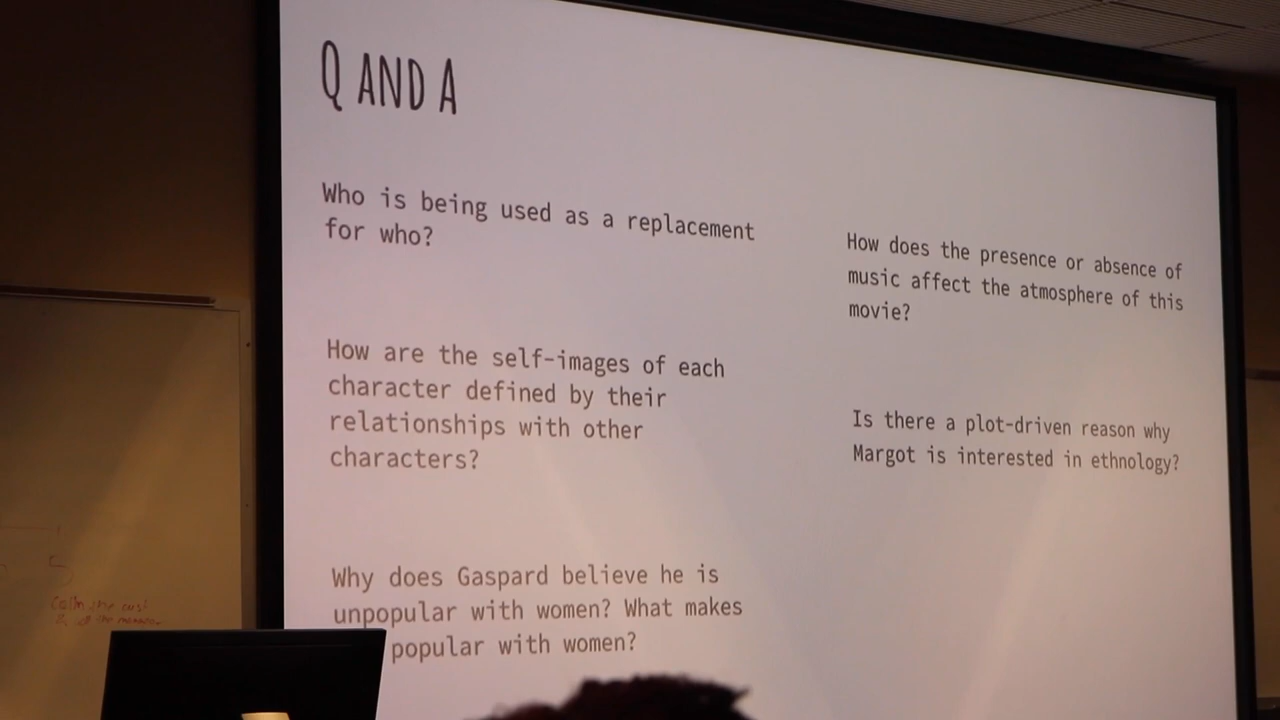 Q AND A
Who is being used as a replacement
for who?
How are the self-images of each
character defined by their
relationships with other
characters?
Why does Gaspard believe he is
unpopular with women? What makes
popular with women?
How does the presence or absence of
music affect the atmosphere of this
movie?
Is there a plot-driven reason why
Margot is interested in ethnology?